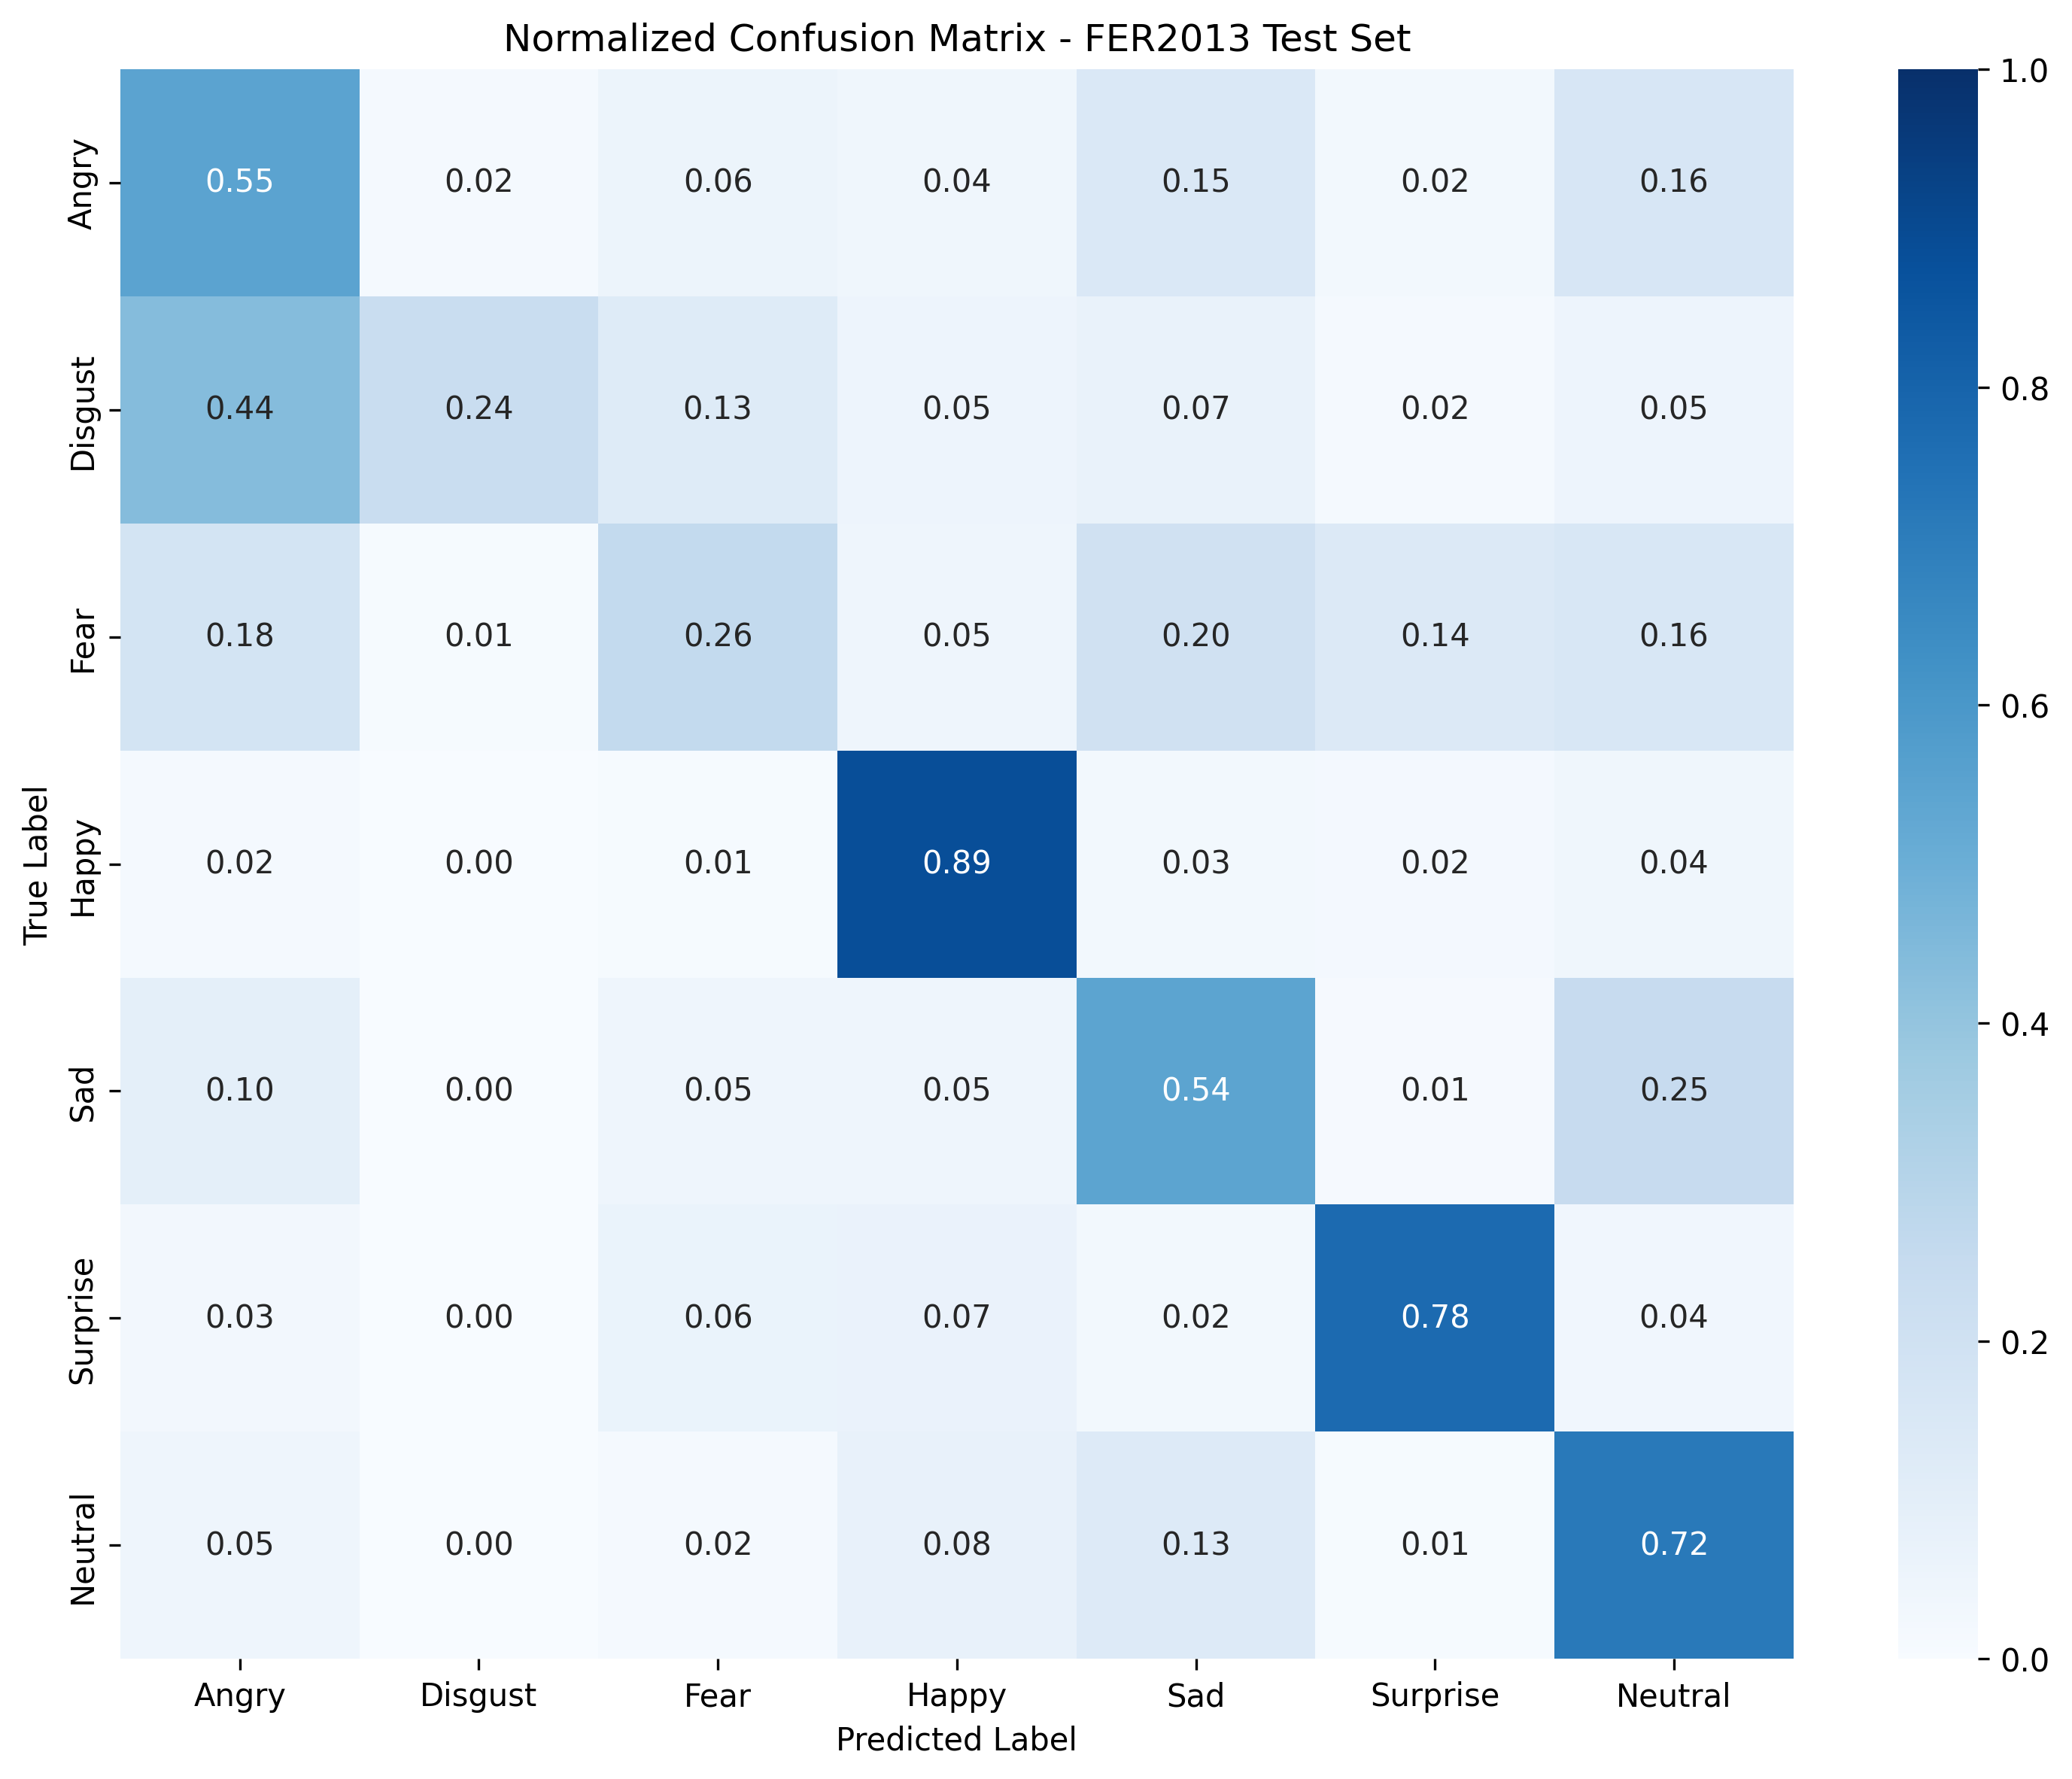 Normalized Confusion Matrix - FER2013 Test Set
True Label
Angry 0.55 0.02 0.06 0.04 0.15 0.02 0.16
Disgust 0.44 0.24 0.13 0.05 0.07 0.02 0.05
Fear 0.18 0.01 0.26 0.05 0.20 0.14 0.16
Happy 0.02 0.00 0.01 0.89 0.03 0.02 0.04
Sad 0.10 0.00 0.05 0.05 0.54 0.01 0.25
Surprise 0.03 0.00 0.06 0.07 0.02 0.78 0.04
Neutral 0.05 0.00 0.02 0.08 0.13 0.01 0.72
Angry Disgust Fear Happy Sad Surprise Neutral
Predicted Label
1.0
0.8
0.6
0.4
0.2
0.0